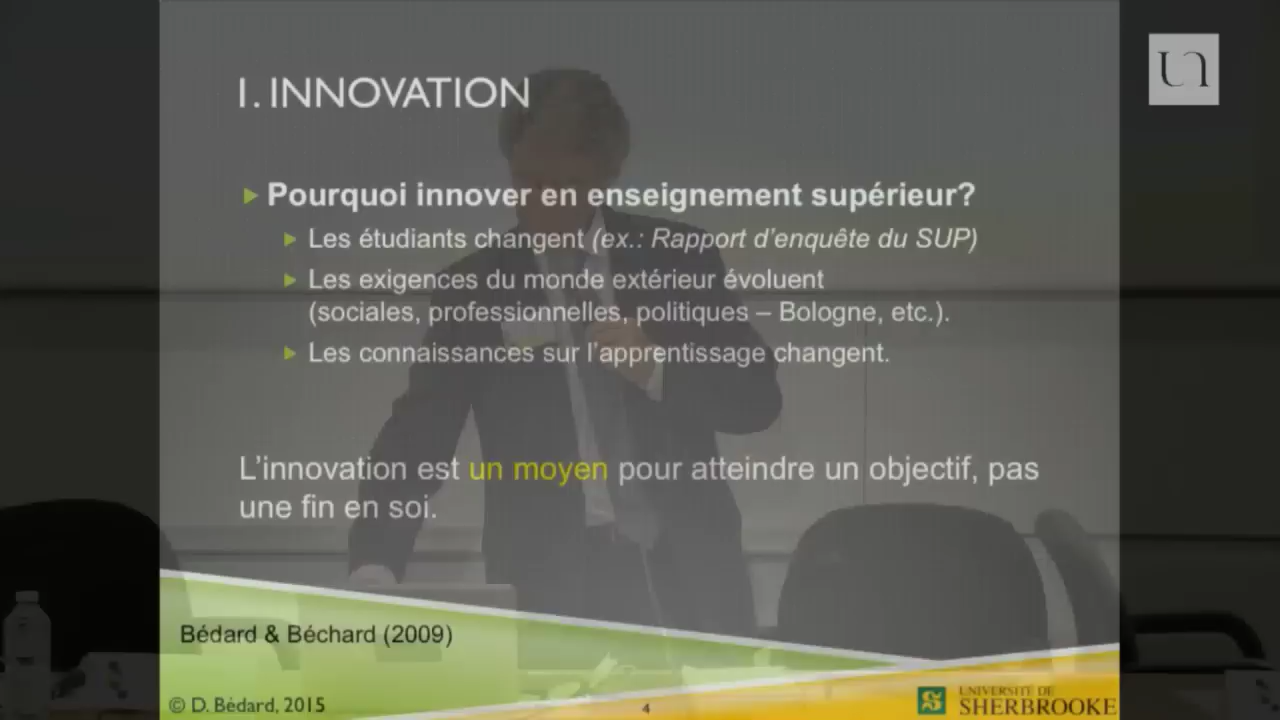 un
1. INNOVATION
Pourquoi innover en enseignement supérieur?
Les étudiants changent (ex.: Rapport d’enquête du SUP)
Les exigences du monde extérieur évoluent
(sociales, professionnelles, politiques – Bologne, etc.).
Les connaissances sur l’apprentissage changent.
L’innovation est un moyen pour atteindre un objectif, pas
une fin en soi.
Bédard & Béchard (2009)
© D. Bédard, 2015
4
UNIVERSITÉ DE
SHERBROOKE